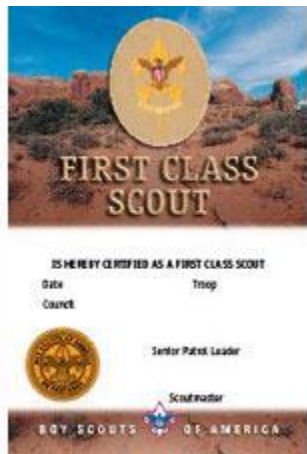 FIRST CLASS
SCOUT
IS HEREBY CERTIFIED AS A FIRST CLASS SCOUT
Date Troop
Council
Senior Patrol Leader
Scoutmaster
BOY SCOUTS OF AMERICA